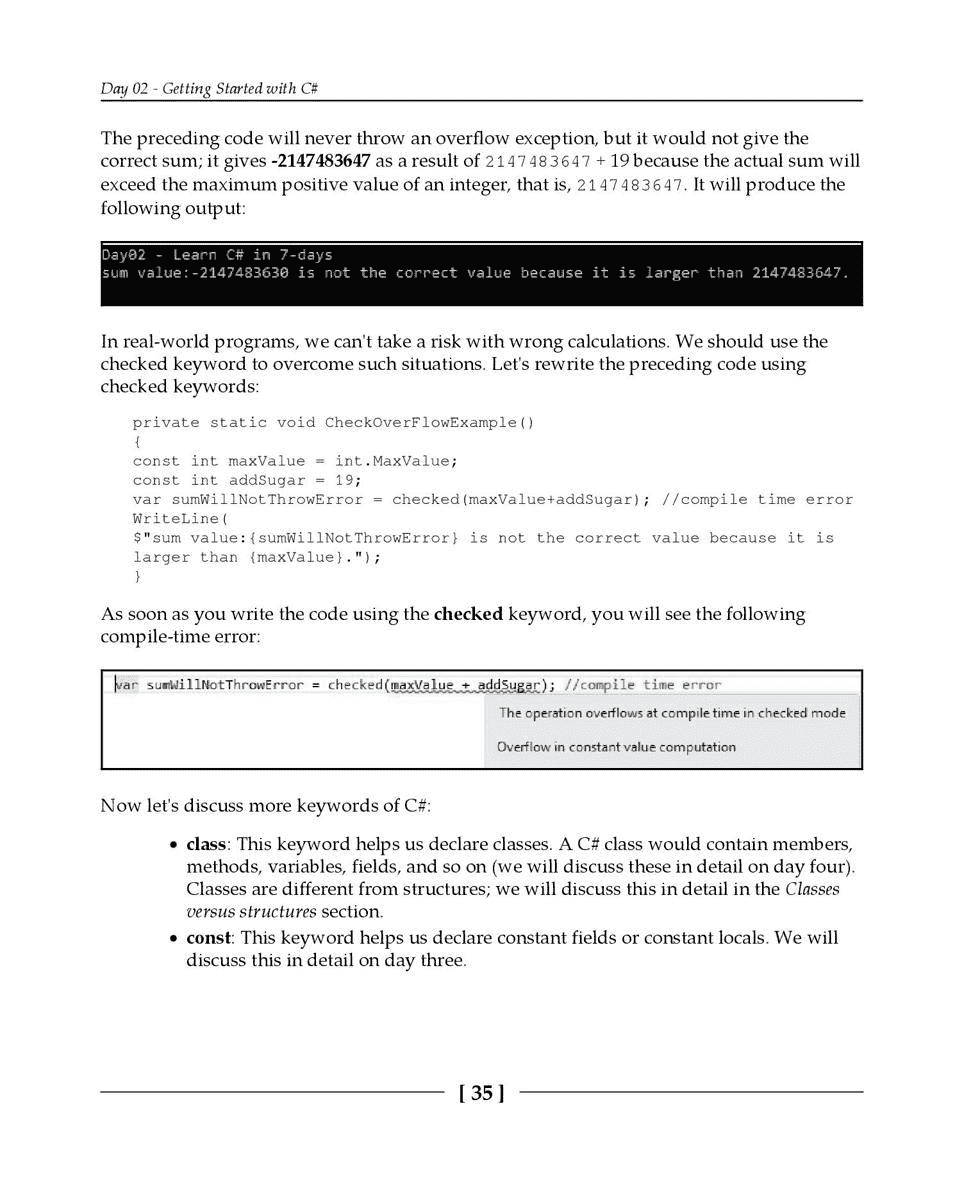 Day 02 - Getting Started with C#
The preceding code will never throw an overflow exception, but it would not give the
correct sum; it gives -2147483647 as a result of 2147483647 + 19 because the actual sum will
exceed the maximum positive value of an integer, that is, 2147483647. It will produce the
following output:
Day02 - Learn C# in 7-days
sum value:-2147483630 is not the correct value because it is larger than 2147483647.
In real-world programs, we can't take a risk with wrong calculations. We should use the
checked keyword to overcome such situations. Let's rewrite the preceding code using
checked keywords:
private static void CheckOverFlowExample()
{
const int maxValue = int.MaxValue;
const int addSugar = 19;
var sumWillNotThrowError = checked(maxValue+addSugar); //compile time error
WriteLine(
$"sum value:{sumWillNotThrowError} is not the correct value because it is
larger than {maxValue}.");
}
As soon as you write the code using the checked keyword, you will see the following
compile-time error:
var sumWillNotThrowError = checked(maxValue + addSugar); //compile time error
The operation overflows at compile time in checked mode
Overflow in constant value computation
Now let's discuss more keywords of C#:
• class: This keyword helps us declare classes. A C# class would contain members,
methods, variables, fields, and so on (we will discuss these in detail on day four).
Classes are different from structures; we will discuss this in detail in the Classes
versus structures section.
• const: This keyword helps us declare constant fields or constant locals. We will
discuss this in detail on day three.
[ 35 ]